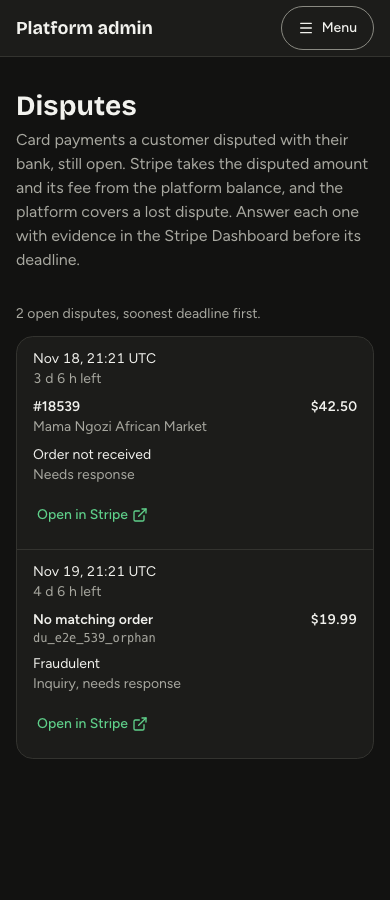 Platform admin
Menu
Disputes
Card payments a customer disputed with their
bank, still open. Stripe takes the disputed amount
and its fee from the platform balance, and the
platform covers a lost dispute. Answer each one
with evidence in the Stripe Dashboard before its
deadline.
2 open disputes, soonest deadline first.
Nov 18, 21:21 UTC
3 d 6 h left
#18539 $42.50
Mama Ngozi African Market
Order not received
Needs response
Open in Stripe
Nov 19, 21:21 UTC
4 d 6 h left
No matching order $19.99
du_e2e_539_orphan
Fraudulent
Inquiry, needs response
Open in Stripe